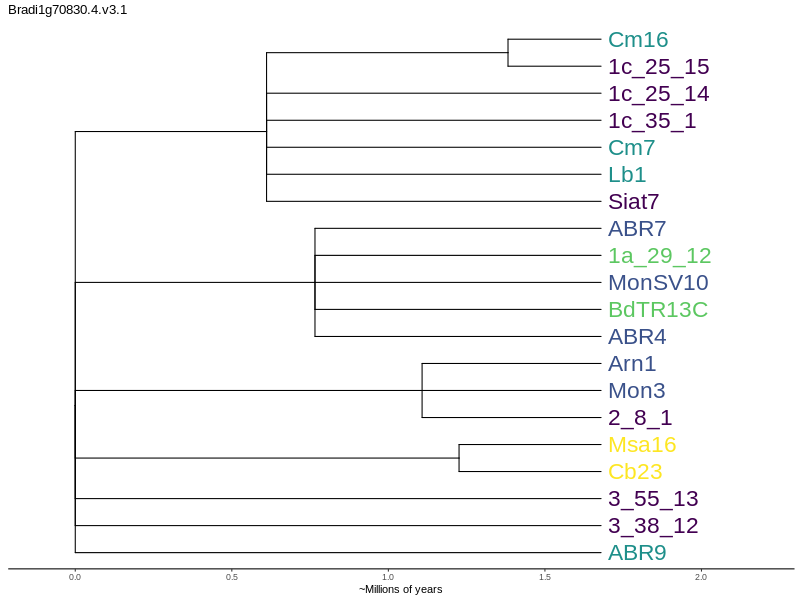 Bradi1g70830.4.v3.1
Cm16
1c_25_15
1c_25_14
1c_35_1
Cm7
Lb1
Siat7
ABR7
1a_29_12
MonSV10
BdTR13C
ABR4
Arn1
Mon3
2_8_1
Msa16
Cb23
3_55_13
3_38_12
ABR9
0.0 0.5 1.0 1.5 2.0
~Millions of years